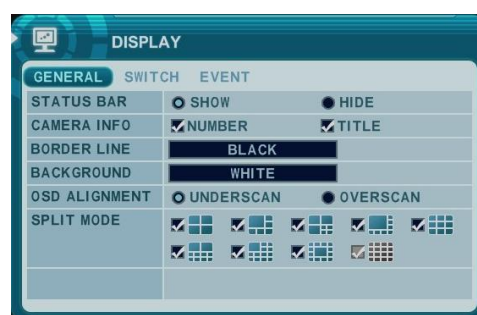 DISPLAY
GENERAL SWITCH EVENT
STATUS BAR SHOW HIDE
CAMERA INFO NUMBER TITLE
BORDER LINE BLACK
BACKGROUND WHITE
OSD ALIGNMENT UNDERSCAN OVERSCAN
SPLIT MODE